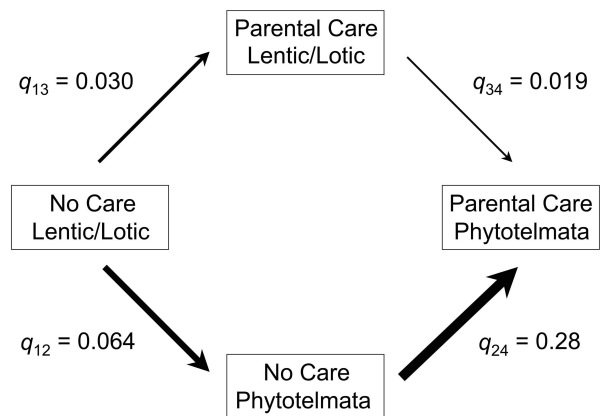 Parental Care
Lentic/Lotic
q13 = 0.030
q34 = 0.019
No Care
Lentic/Lotic
Parental Care
Phytotelmata
q12 = 0.064
q24 = 0.28
No Care
Phytotelmata